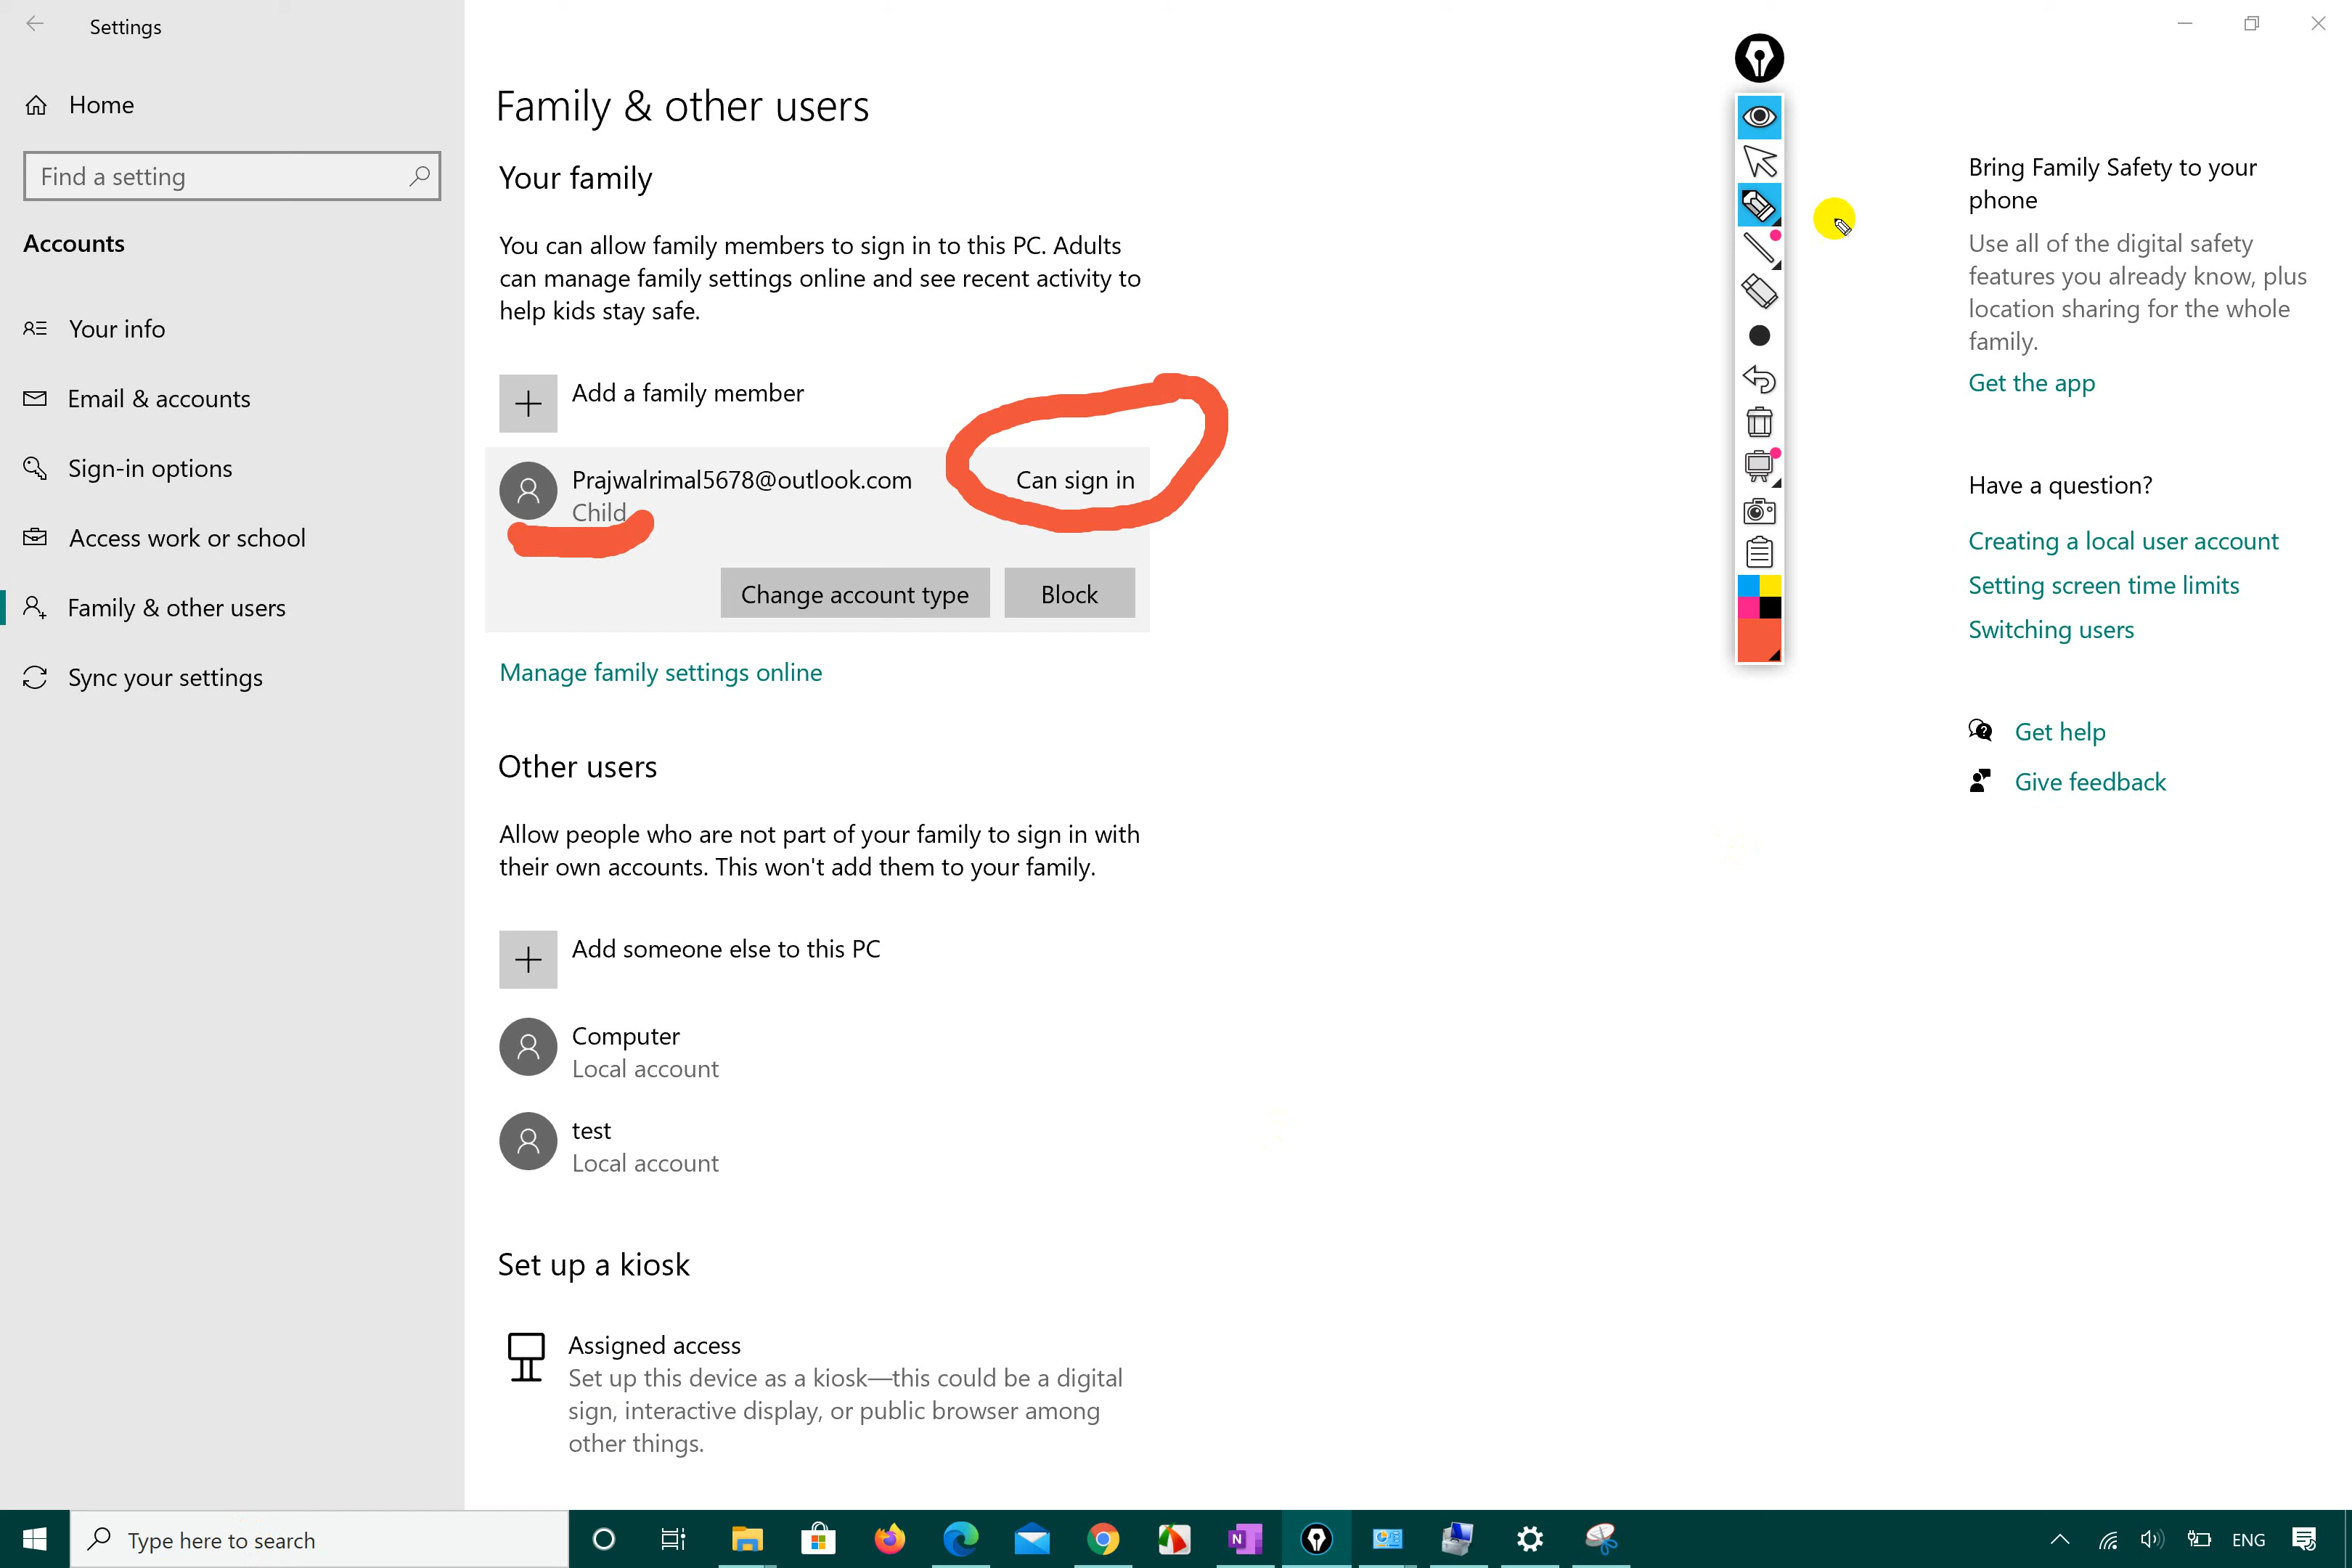 Settings
Home
Find a setting
Accounts
Your info
Email & accounts
Sign-in options
Access work or school
Family & other users
Sync your settings
Family & other users
Your family
You can allow family members to sign in to this PC. Adults
can manage family settings online and see recent activity to
help kids stay safe.
Add a family member
Prajwalrimal5678@outlook.com
Can sign in
Child
Change account type
Block
Manage family settings online
Other users
Allow people who are not part of your family to sign in with
their own accounts. This won't add them to your family.
Add someone else to this PC
Computer
Local account
test
Local account
Set up a kiosk
Assigned access
Set up this device as a kiosk—this could be a digital
sign, interactive display, or public browser among
other things.
Bring Family Safety to your
phone
Use all of the digital safety
features you already know, plus
location sharing for the whole
family.
Get the app
Have a question?
Creating a local user account
Setting screen time limits
Switching users
Get help
Give feedback
Type here to search
N
ENG